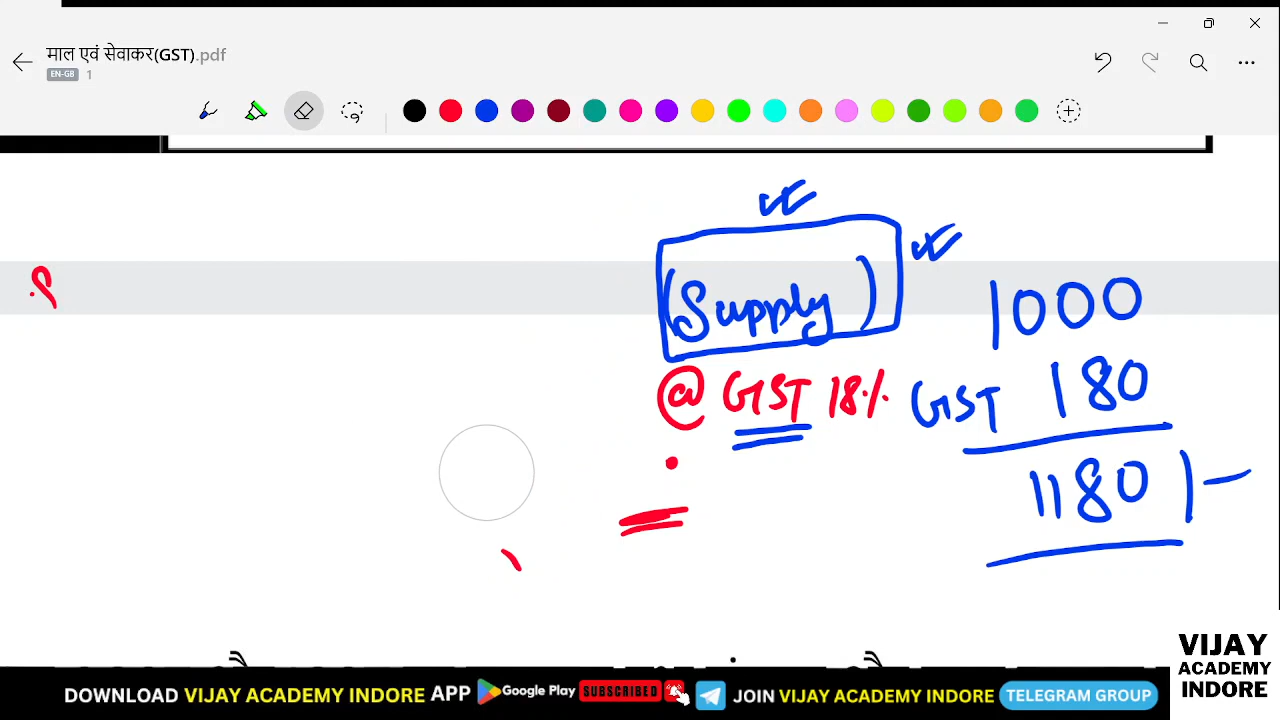 माल एवं सेवाकर(GST).pdf
EN-GB 1
(Supply)
1000
@ GST 18%
GST 180
1180/-
VIJAY
ACADEMY
INDORE
DOWNLOAD VIJAY ACADEMY INDORE APP Google Play SUBSCRIBED JOIN VIJAY ACADEMY INDORE TELEGRAM GROUP